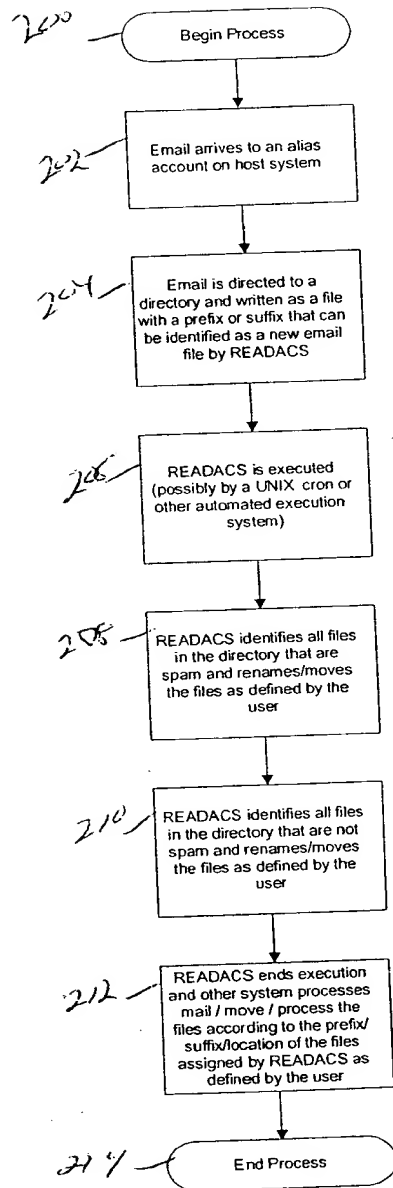 200
Begin Process
202
Email arrives to an alias
account on host system
204
Email is directed to a
directory and written as a file
with a prefix or suffix that can
be identified as a new email
file by READACS
206
READACS is executed
(possibly by a UNIX cron or
other automated execution
system)
208
READACS identifies all files
in the directory that are
spam and renames/moves
the files as defined by the
user
210
READACS identifies all files
in the directory that are not
spam and renames/moves
the files as defined by the
user
212
READACS ends execution
and other system processes
mail / move / process the
files according to the prefix/
suffix/location of the files
assigned by READACS as
defined by the user
214
End Process